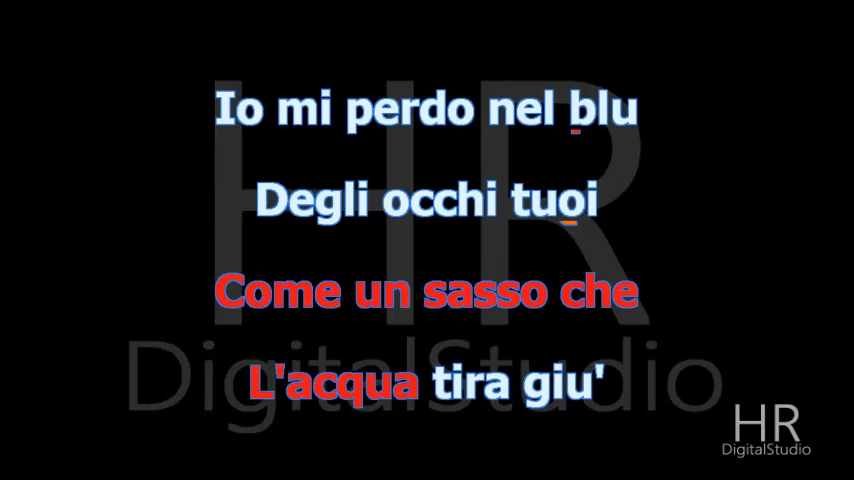 Io mi perdo nel blu
Degli occhi tuoi
Come un sasso che
L'acqua tira giu'
HR
DigitalStudio
HR
DigitalStudio